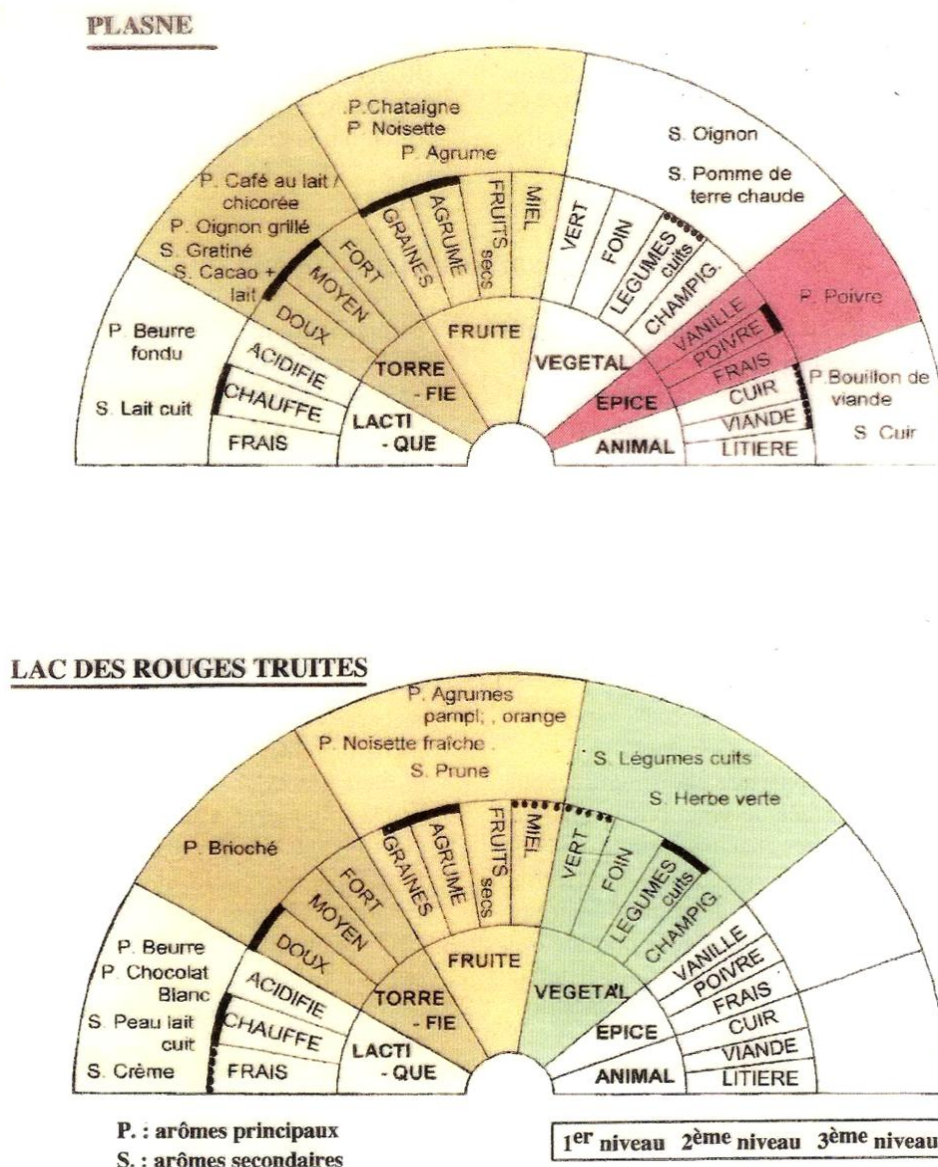 PLASNE
.P.Chataîgne
P. Noisette
P. Agrume
S. Oignon
S. Pomme de
terre chaude
P. Café au lait /
chicorée
P. Oignon grillé
S. Gratiné
S. Cacao +
lait
P. Poivre
P. Beurre
fondu
S. Lait cuit
P.Bouillon de
viande
S. Cuir
FRAIS
CHAUFFE
ACIDIFIE
DOUX
MOYEN
FORT
GRAINES
AGRUME
FRUITS
secs
MIEL
VERT
FOIN
LEGUMES
cuits
CHAMPIG.
VANILLE
POIVRE
FRAIS
CUIR
VIANDE
LITIERE
LACTI
- QUE
TORRE
- FIE
FRUITE
VEGETAL
EPICE
ANIMAL
LAC DES ROUGES TRUITES
P. Agrumes
pampl; , orange
P. Noisette fraîche .
S. Prune
S. Légumes cuits
S. Herbe verte
P. Brioché
P. Beurre
P. Chocolat
Blanc
S. Peau lait
cuit
S. Crème
FRAIS
CHAUFFE
ACIDIFIE
DOUX
MOYEN
FORT
GRAINES
AGRUME
FRUITS
secs
MIEL
VERT
FOIN
LEGUMES
cuits
CHAMPIG
VANILLE
POIVRE
FRAIS
CUIR
VIANDE
LITIERE
LACTI
- QUE
TORRE
- FIE
FRUITE
VEGETAL
EPICE
ANIMAL
P. : arômes principaux
S. : arômes secondaires
1er niveau 2ème niveau 3ème niveau